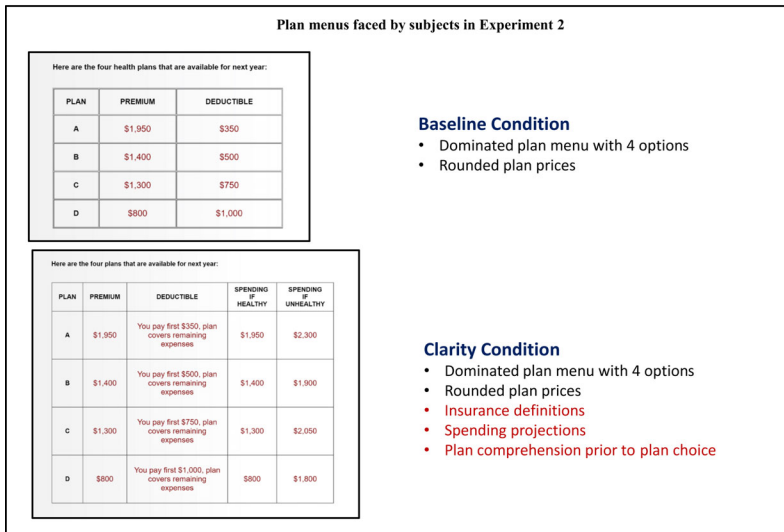 Plan menus faced by subjects in Experiment 2
Here are the four health plans that are available for next year:
PLAN PREMIUM DEDUCTIBLE
A $1,950 $350
B $1,400 $500
C $1,300 $750
D $800 $1,000
Baseline Condition
• Dominated plan menu with 4 options
• Rounded plan prices
Here are the four plans that are available for next year:
PLAN PREMIUM DEDUCTIBLE SPENDING IF HEALTHY SPENDING IF UNHEALTHY
A $1,950 You pay first $350, plan covers remaining expenses $1,950 $2,300
B $1,400 You pay first $500, plan covers remaining expenses $1,400 $1,900
C $1,300 You pay first $750, plan covers remaining expenses $1,300 $2,050
D $800 You pay first $1,000, plan covers remaining expenses $800 $1,800
Clarity Condition
• Dominated plan menu with 4 options
• Rounded plan prices
• Insurance definitions
• Spending projections
• Plan comprehension prior to plan choice